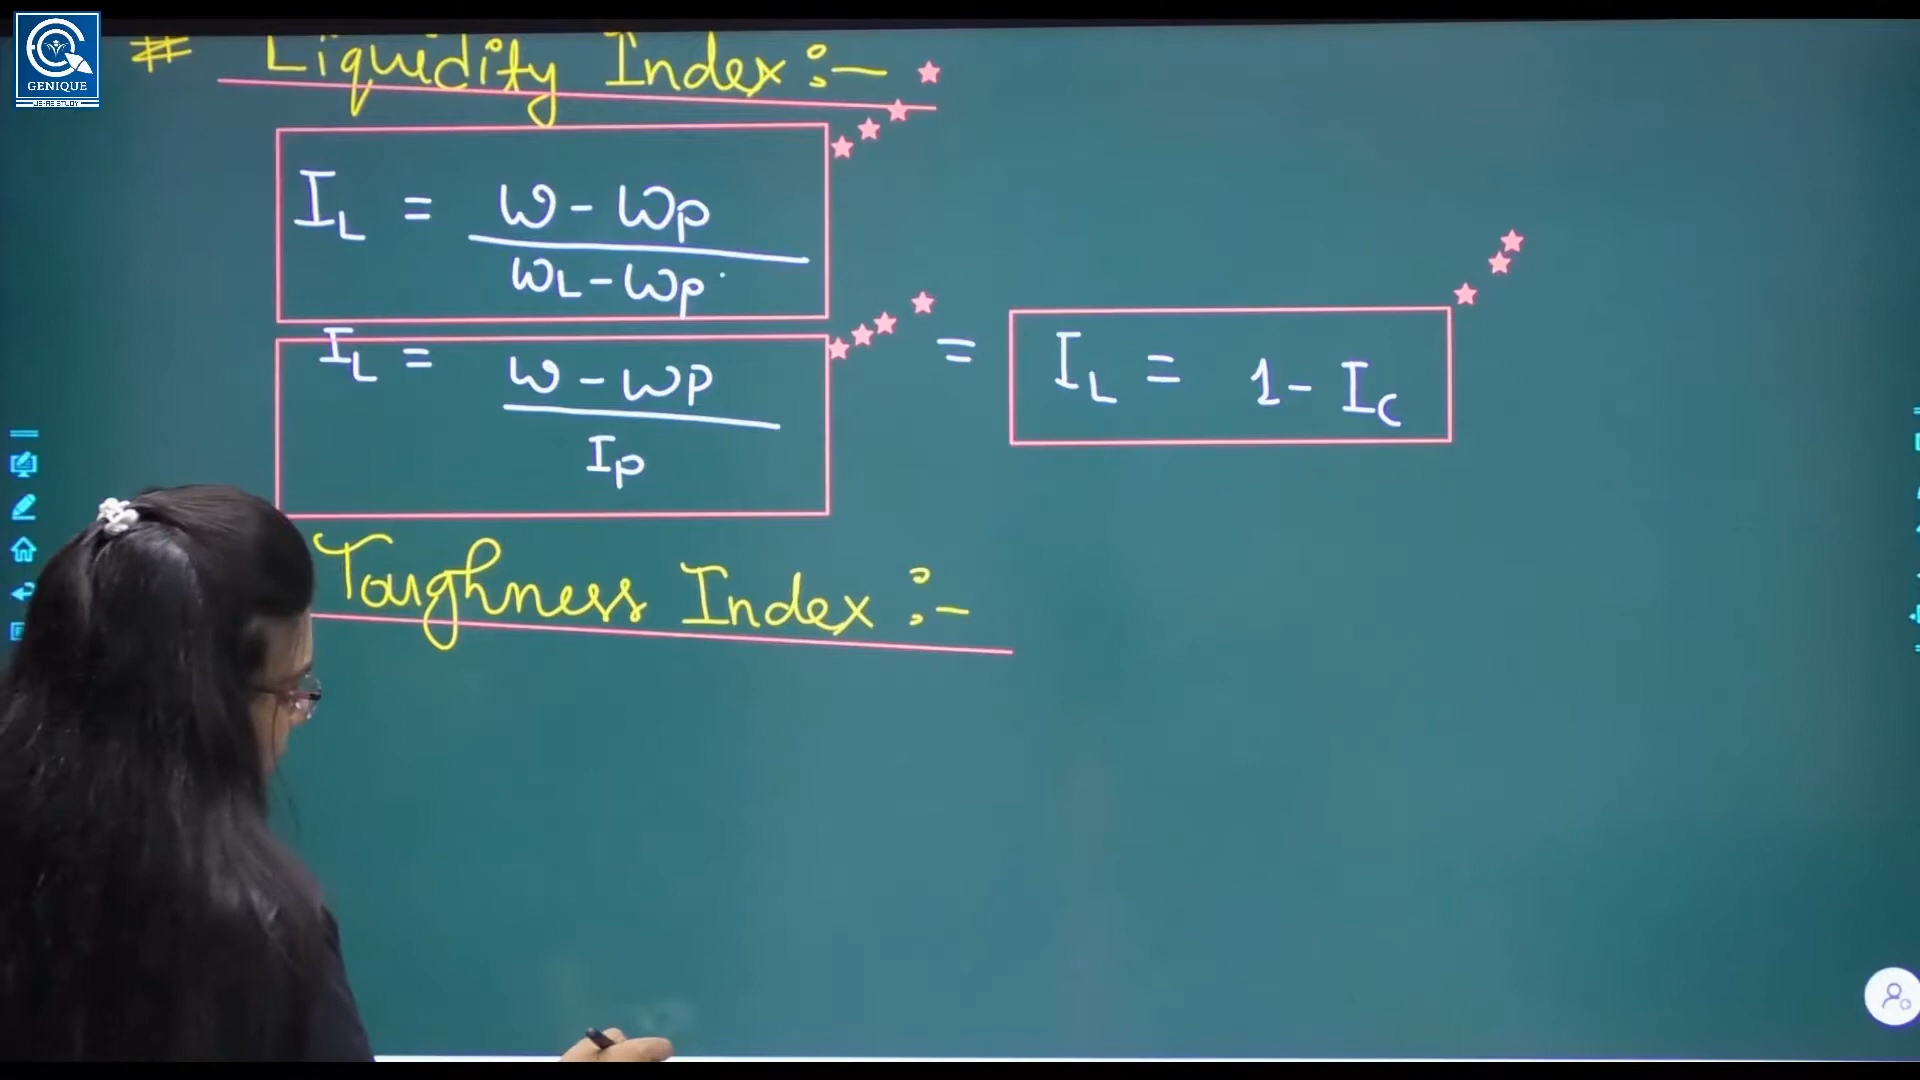 GENIQUE
# Liquidity Index :-
IL = w - wp / wL - wp
IL = w - wp / Ip
= IL = 1 - Ic
Toughness Index :-